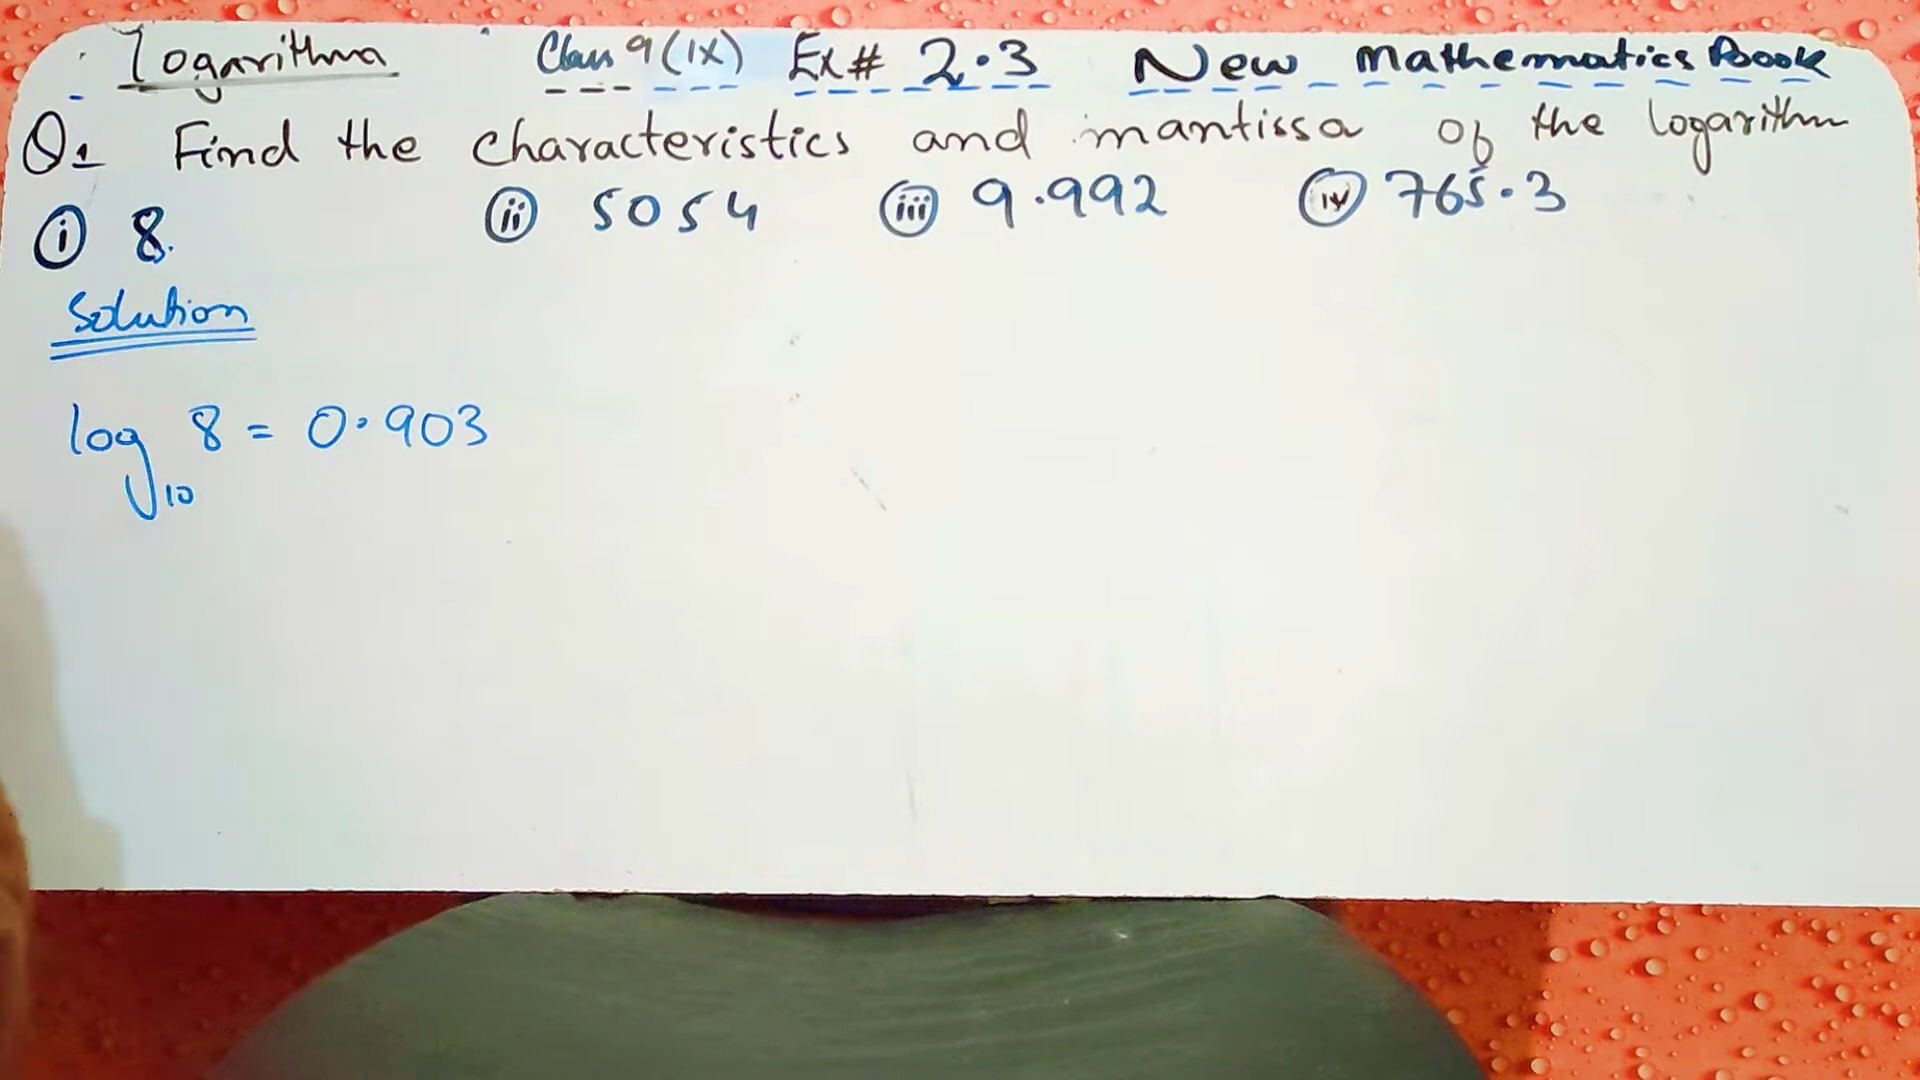 Logarithm Class 9 (IX) Ex# 2.3 New Mathematics Book
Q1 Find the characteristics and mantissa of the logarithm
(i) 8. (ii) 5054 (iii) 9.992 (iv) 765.3
Solution
log₁₀ 8 = 0.903